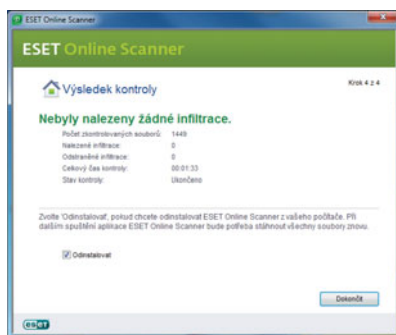 ESET Online Scanner
ESET Online Scanner
Výsledek kontroly
Krok 4 z 4
Nebyly nalezeny žádné infiltrace.
Počet zkontrolovaných souborů: 1449
Nalezené infiltrace: 0
Odstraněné infiltrace: 0
Celkový čas kontroly: 00:01:33
Stav kontroly: Ukončeno
Zvolte 'Odinstalovat', pokud chcete odinstalovat ESET Online Scanner z vašeho počítače. Při
dalším spuštění aplikace ESET Online Scanner bude potřeba stáhnout všechny soubory znovu.
Odinstalovat
Dokončit
eset